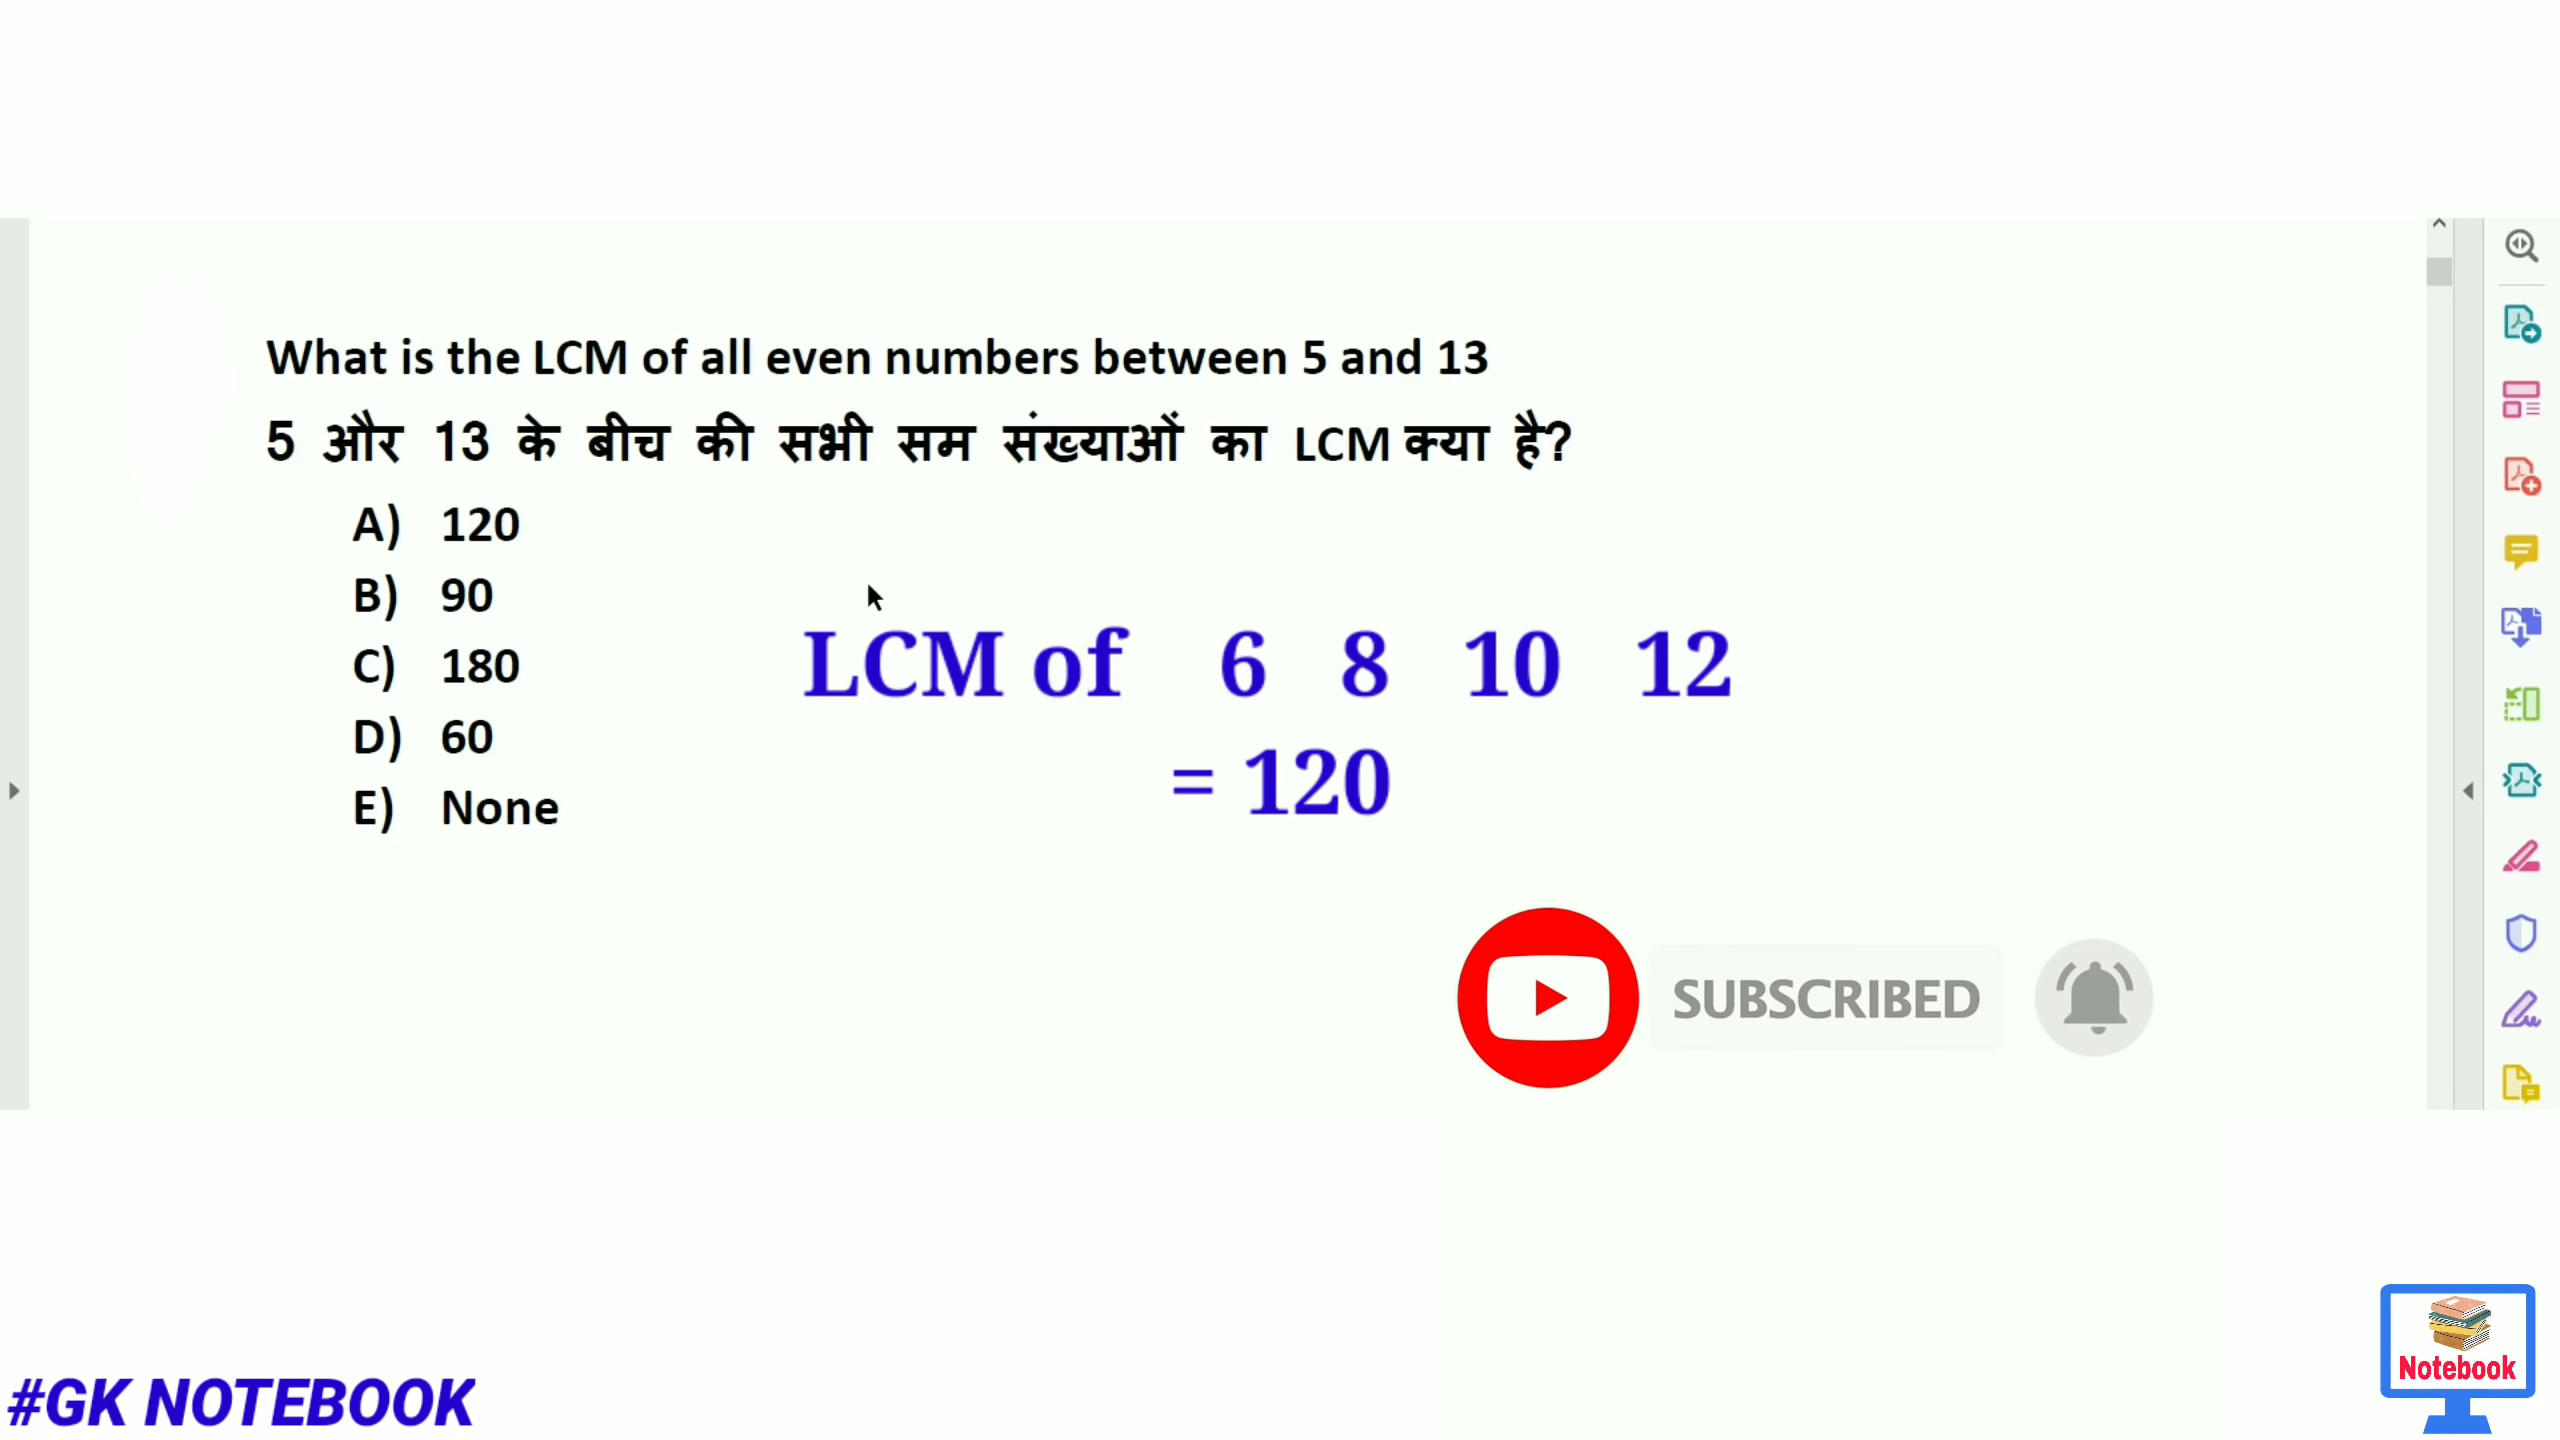 What is the LCM of all even numbers between 5 and 13
5 और 13 के बीच की सभी सम संख्याओं का LCM क्या है?
A) 120
B) 90
C) 180
D) 60
E) None
LCM of 6 8 10 12
= 120
SUBSCRIBED
#GK NOTEBOOK
Notebook